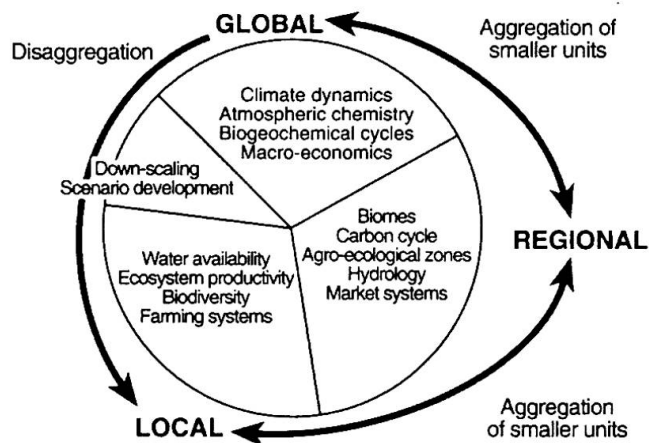 GLOBAL
Aggregation of
smaller units
Disaggregation
Climate dynamics
Atmospheric chemistry
Biogeochemical cycles
Macro-economics
Down-scaling
Scenario development
Biomes
Carbon cycle
Agro-ecological zones
Hydrology
Market systems
REGIONAL
Water availability
Ecosystem productivity
Biodiversity
Farming systems
LOCAL
Aggregation
of smaller units